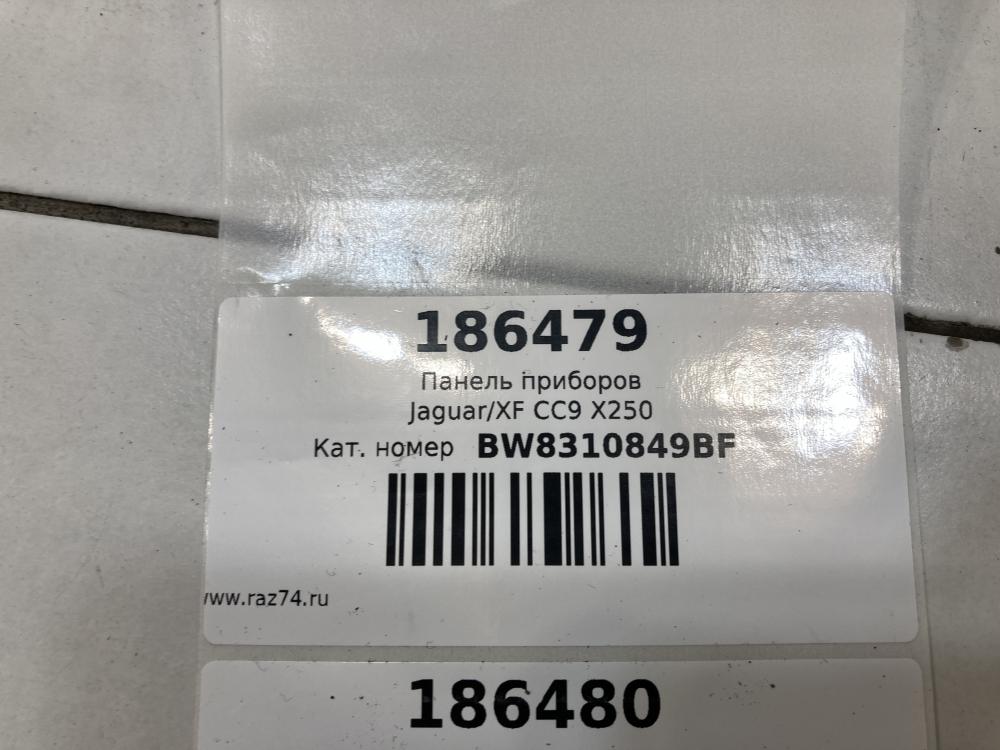 186479
Панель приборов
Jaguar/XF CC9 X250
Кат. номер BW8310849BF
www.raz74.ru
186480